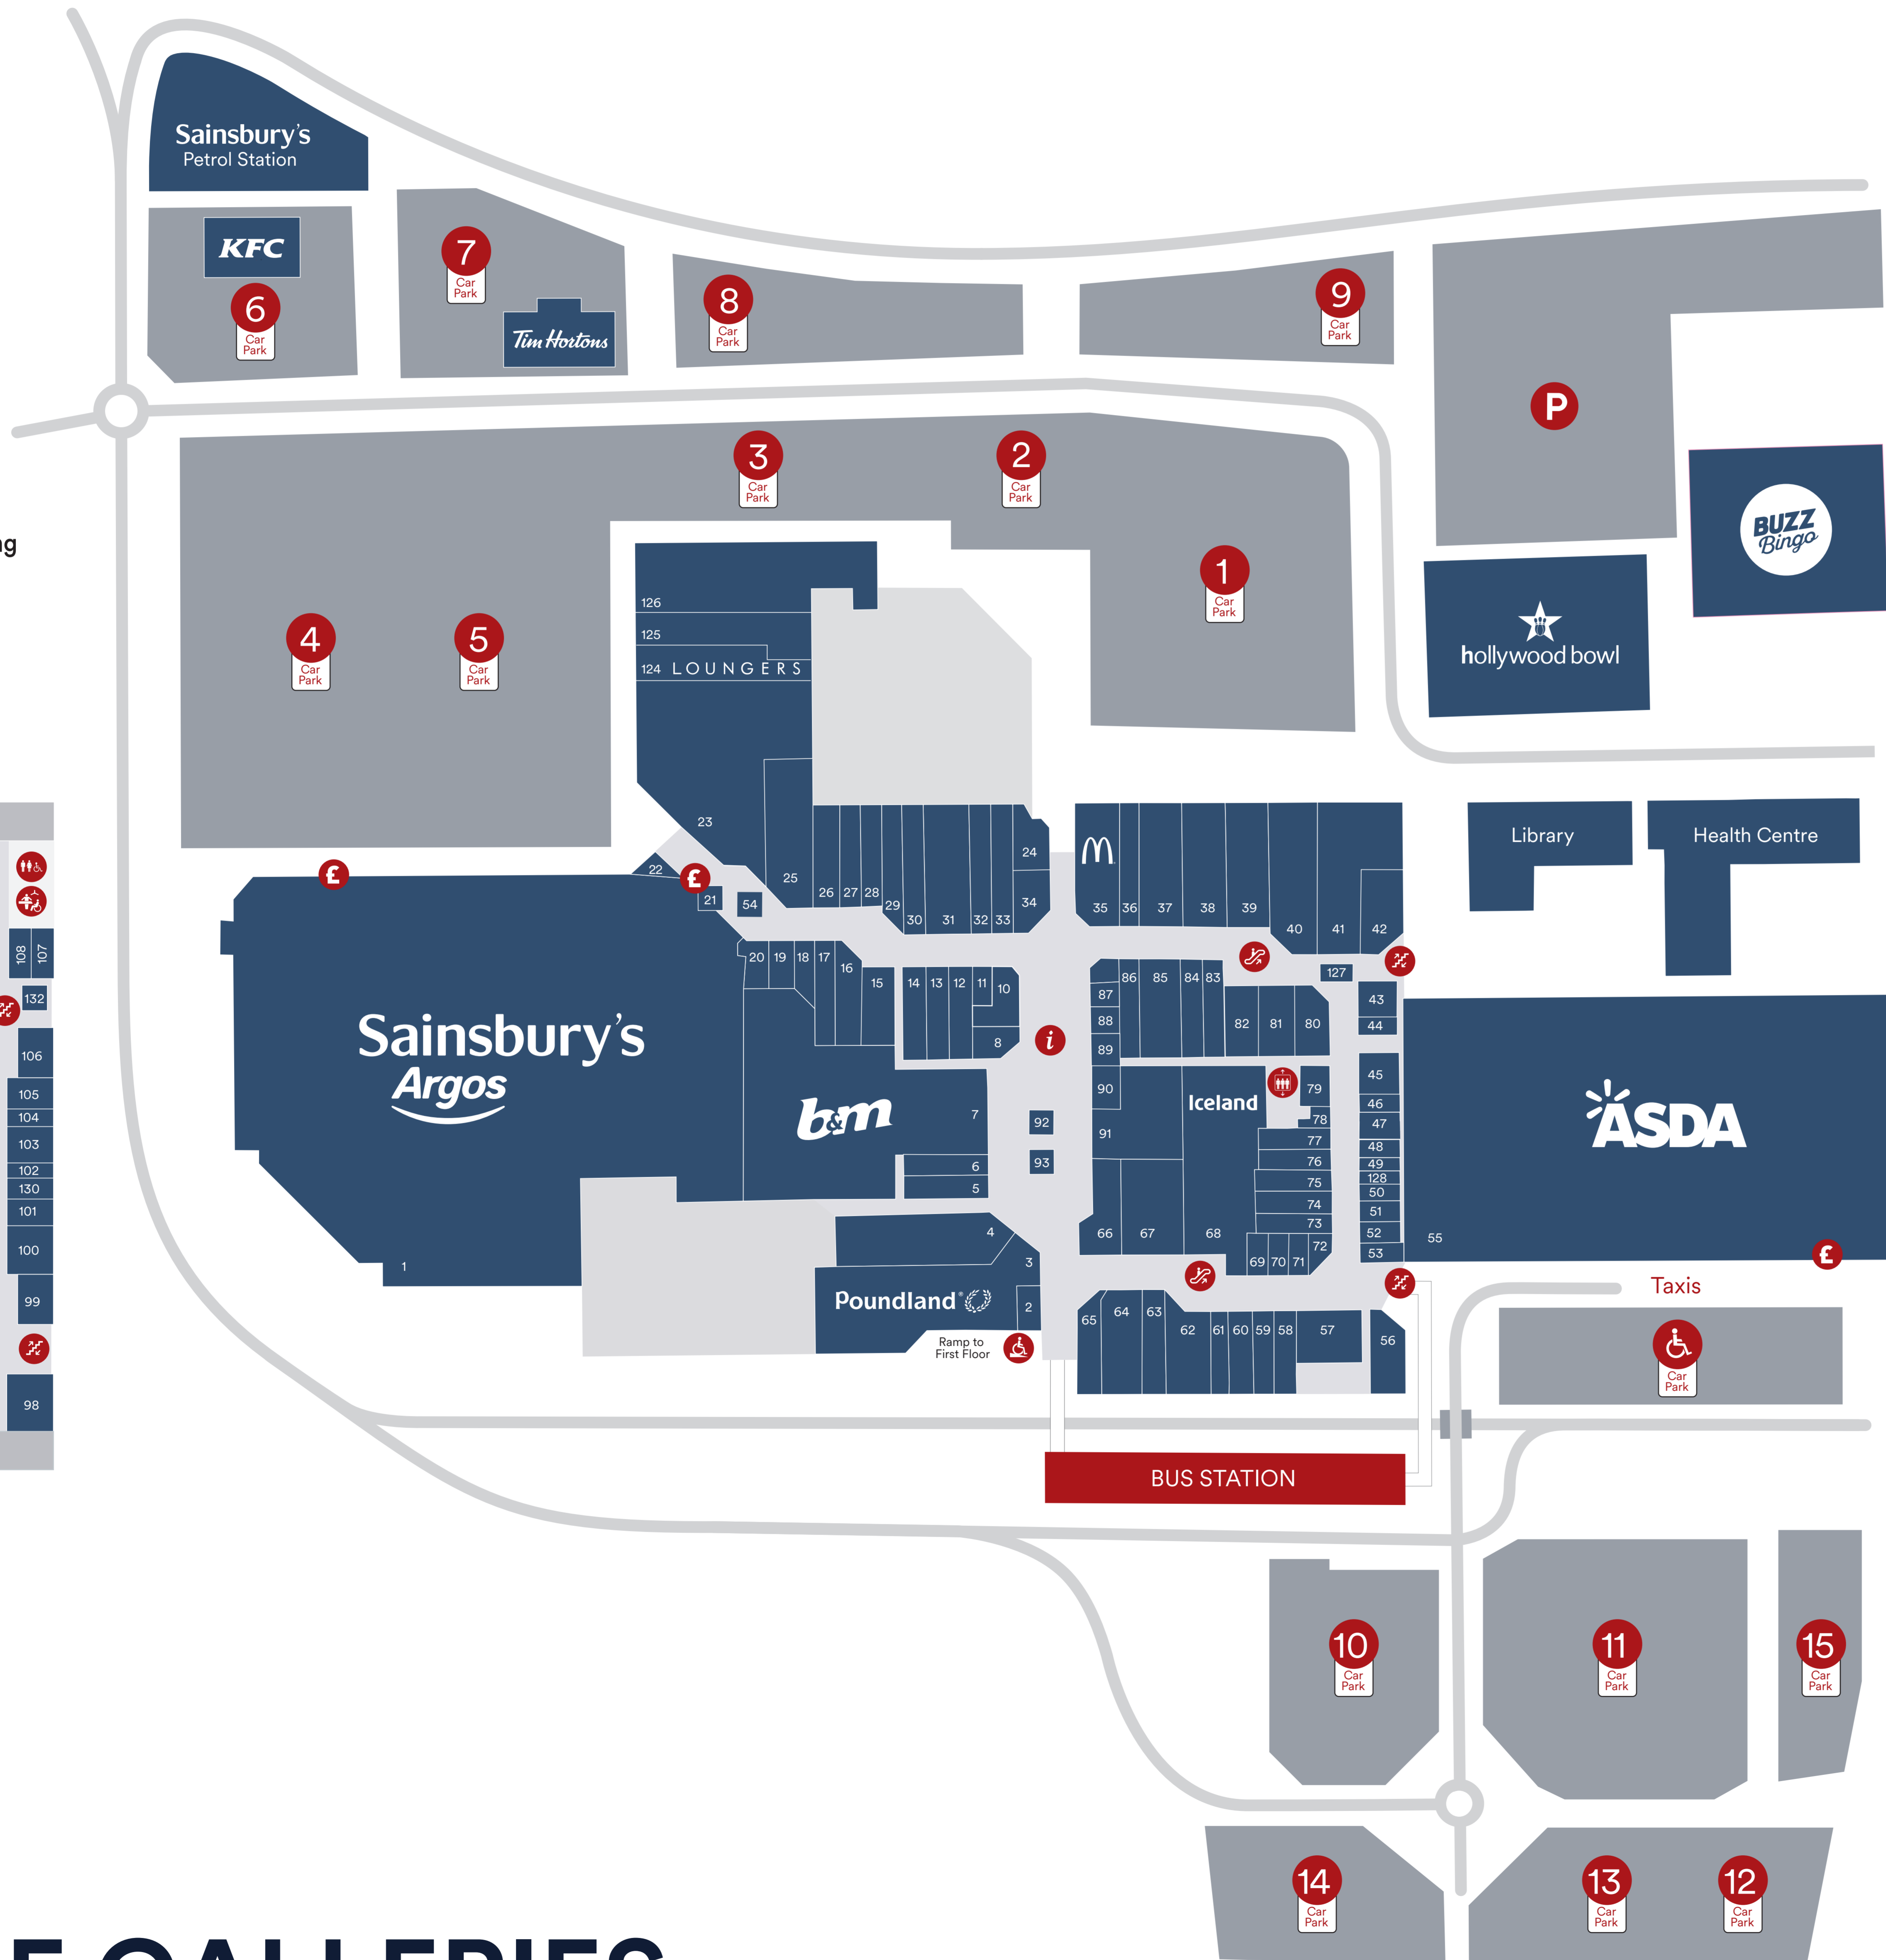 Sainsbury's
Petrol Station
KFC
6
Car
Park
7
Car
Park
Tim Hortons
8
Car
Park
9
Car
Park
P
BUZZ
Bingo
hollywood bowl
3
Car
Park
2
Car
Park
1
Car
Park
4
Car
Park
5
Car
Park
ng
126
125
124 LOUNGERS
23
25
26 27 28 29 30 31 32 33
24
34
22
£
£
21
54
35 36 37 38 39 40 41 42
Library
Health Centre
20 19 18 17 16 15
14 13 12 11 10
8
i
86 85 84 83
87
88
89
82 81 80
127
43
44
Sainsbury's
Argos
b&m
7
6
5
92
93
90
91
Iceland
79
78
77
76
75
74
73
72
69 70 71
66 67 68
45
46
47
48
49
128
50
51
52
53
ASDA
55
£
1
4
3
2
Poundland®
Ramp to
First Floor
65 64 63 62 61 60 59 58 57 56
Taxis
Car
Park
BUS STATION
108 107
132
106
105
104
103
102
130
101
100
99
98
10
Car
Park
11
Car
Park
15
Car
Park
14
Car
Park
13
Car
Park
12
Car
Park
E GALLERIES